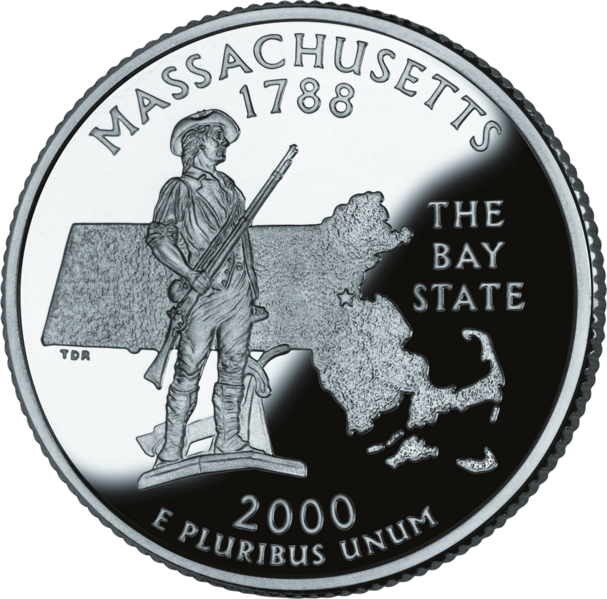 MASSACHUSETTS
1788
THE
BAY
STATE
TDR
2000
E PLURIBUS UNUM